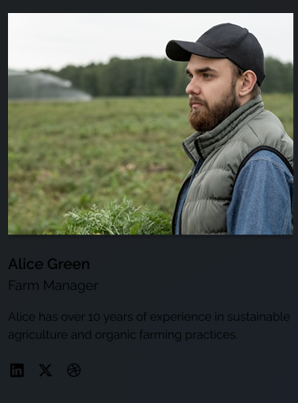 Alice Green
Farm Manager
Alice has over 10 years of experience in sustainable
agriculture and organic farming practices.